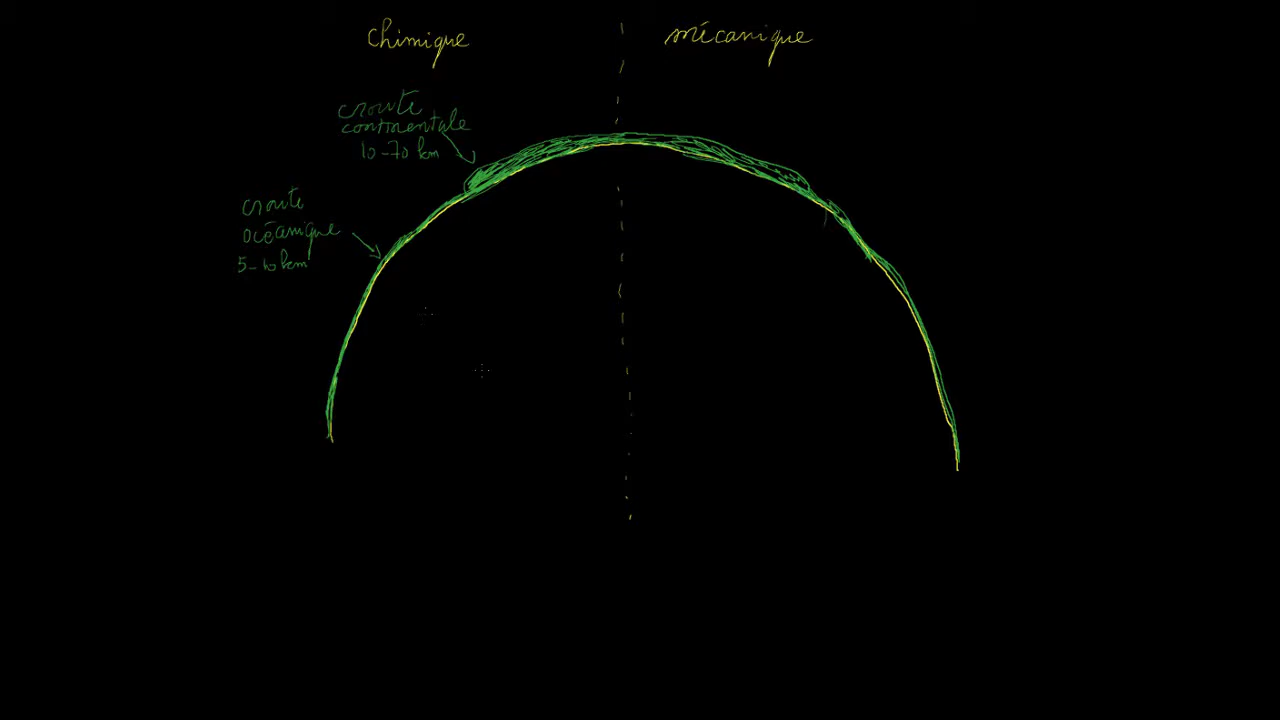 chimique
mécanique
croute
continentale
10-70 km
croute
océanique
5-10 km